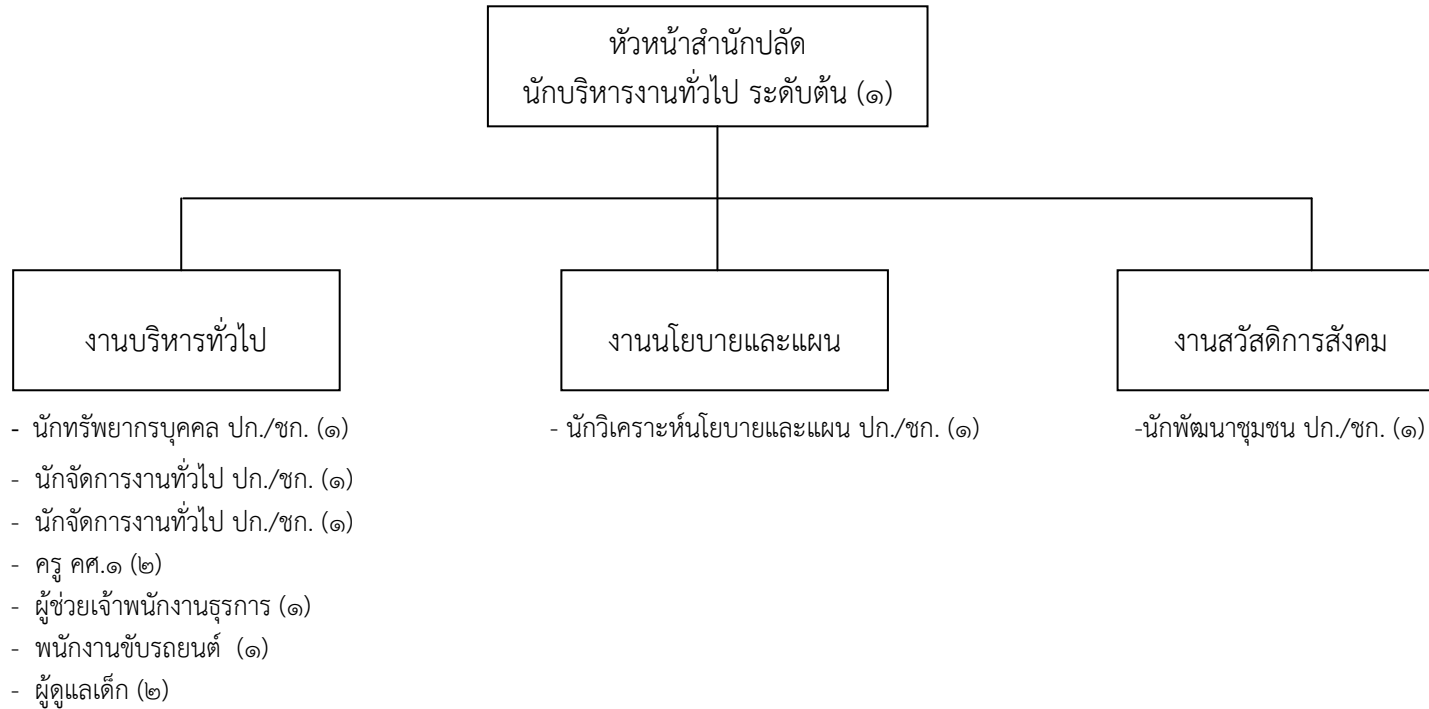 หัวหน้าสำนักปลัด
นักบริหารงานทั่วไป ระดับต้น (๑)
งานบริหารทั่วไป
- นักทรัพยากรบุคคล ปก./ชก. (๑)
- นักจัดการงานทั่วไป ปก./ชก. (๑)
- นักจัดการงานทั่วไป ปก./ชก. (๑)
- ครู คศ.๑ (๒)
- ผู้ช่วยเจ้าพนักงานธุรการ (๑)
- พนักงานขับรถยนต์ (๑)
- ผู้ดูแลเด็ก (๒)
งานนโยบายและแผน
- นักวิเคราะห์นโยบายและแผน ปก./ชก. (๑)
งานสวัสดิการสังคม
-นักพัฒนาชุมชน ปก./ชก. (๑)